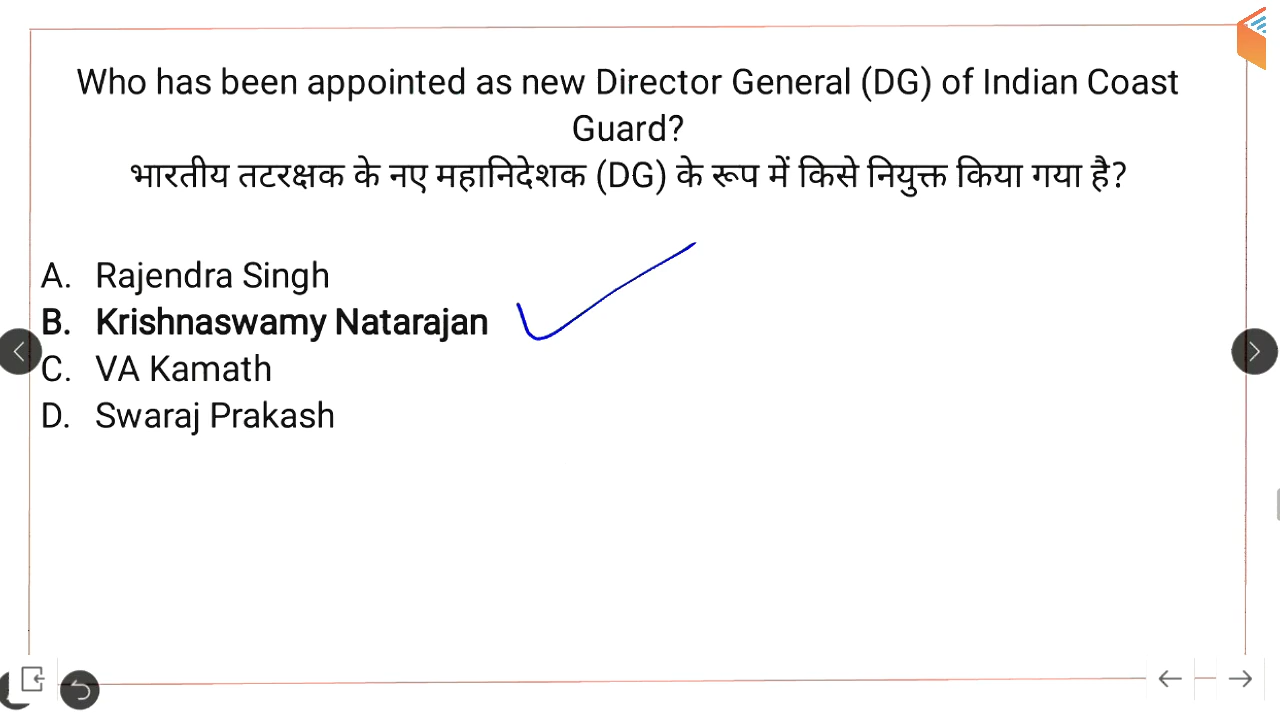 Who has been appointed as new Director General (DG) of Indian Coast
Guard?
भारतीय तटरक्षक के नए महानिदेशक (DG) के रूप में किसे नियुक्त किया गया है?
A. Rajendra Singh
B. Krishnaswamy Natarajan
C. VA Kamath
D. Swaraj Prakash